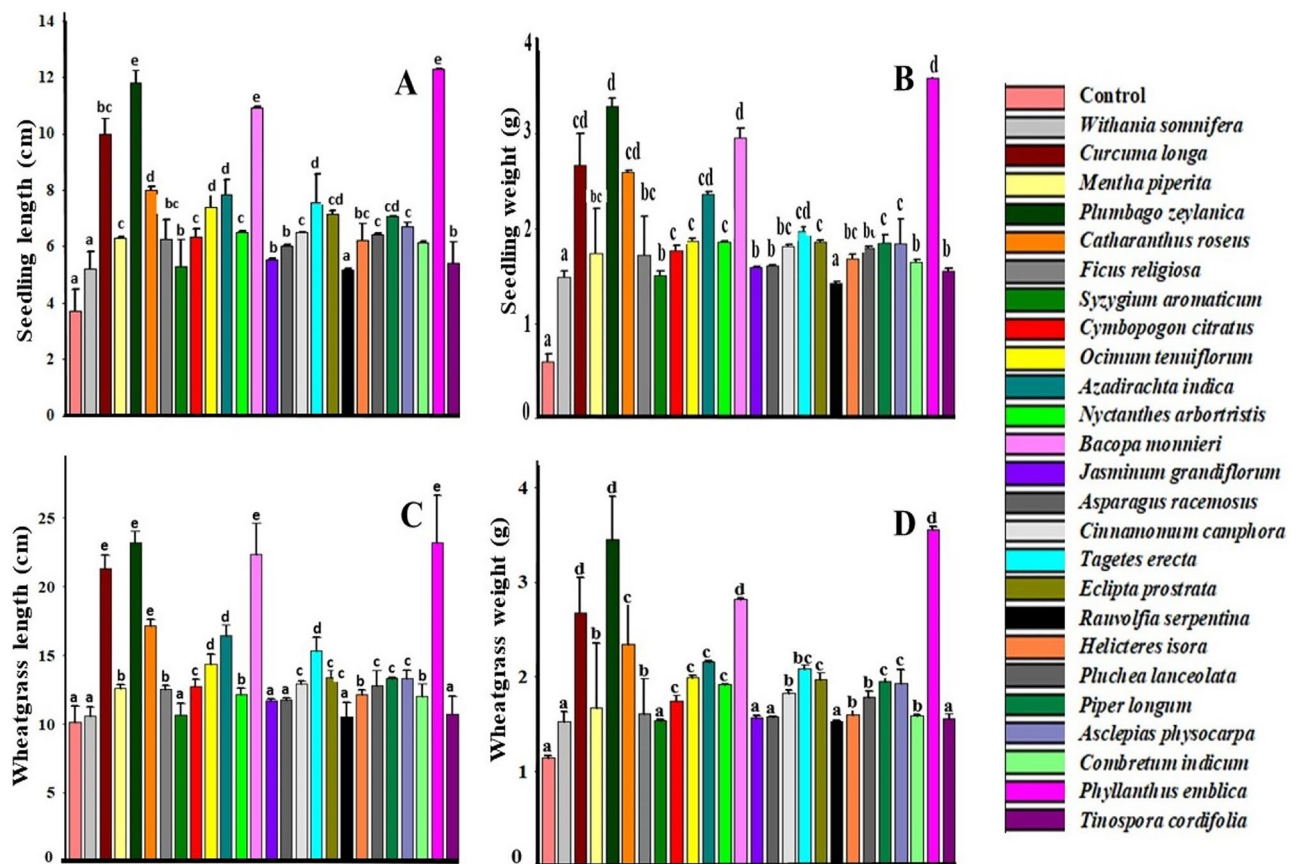 A
Seedling length (cm)
14
12
10
8
6
4
2
0
a
a
bc
c
e
d
bc
b
c
d
d
c
e
b
b
c
d
cd
a
bc
c
c
c
c
e
b
B
Seedling weight (g)
4
3
2
1
0
a
a
cd
bc
d
cd
bc
b
c
c
cd
c
d
b
b
bc
c
c
a
bc
bc
c
c
b
d
b
C
Wheatgrass length (cm)
25
20
15
10
5
0
a
a
e
b
e
e
b
a
c
d
d
b
e
a
a
c
d
c
a
c
c
c
c
b
e
a
D
Wheatgrass weight (g)
4
3
2
1
0
a
a
d
b
d
c
b
a
c
c
c
c
d
a
a
b
bc
c
a
b
b
c
c
b
d
a
Control
Withania somnifera
Curcuma longa
Mentha piperita
Plumbago zeylanica
Catharanthus roseus
Ficus religiosa
Syzygium aromaticum
Cymbopogon citratus
Ocimum tenuiflorum
Azadirachta indica
Nyctanthes arbortristis
Bacopa monnieri
Jasminum grandiflorum
Asparagus racemosus
Cinnamomum camphora
Tagetes erecta
Eclipta prostrata
Rauvolfia serpentina
Helicteres isora
Pluchea lanceolata
Piper longum
Asclepias physocarpa
Combretum indicum
Phyllanthus emblica
Tinospora cordifolia